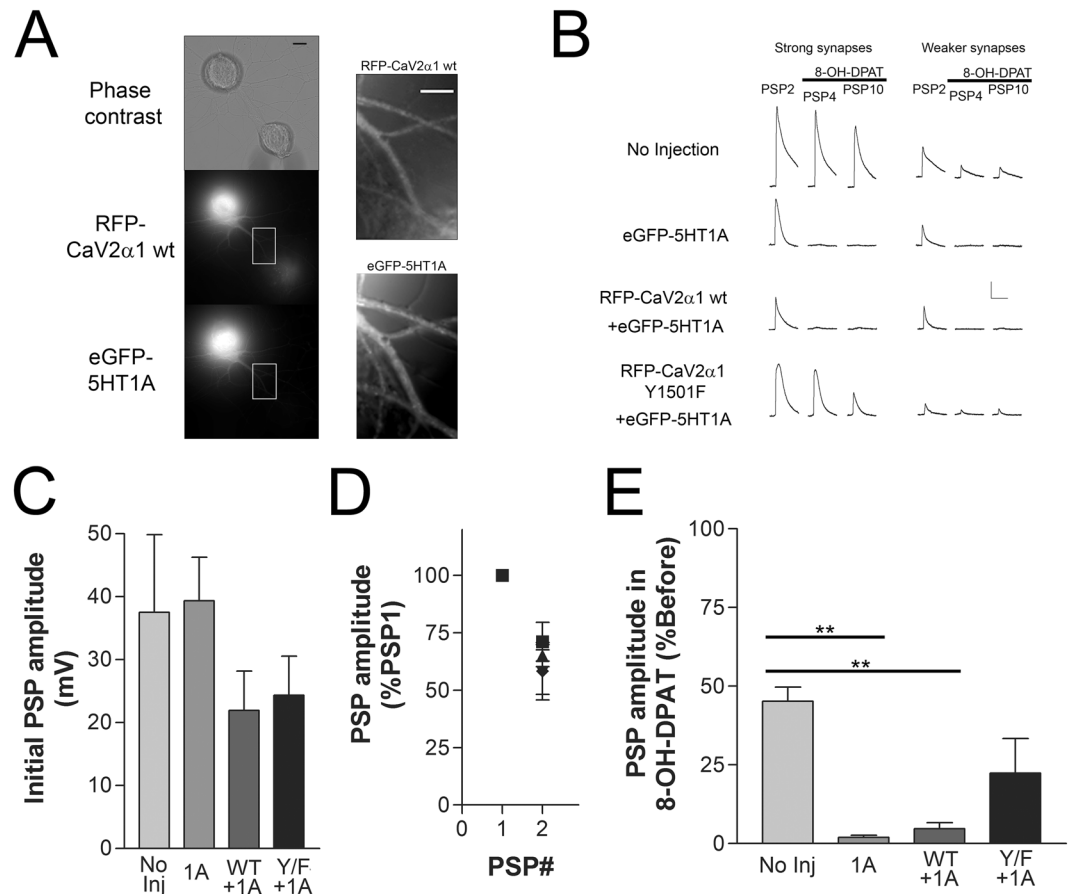 A
Phase
contrast
RFP-
CaV2α1 wt
eGFP-
5HT1A
RFP-CaV2α1 wt
eGFP-5HT1A
B
Strong synapses
Weaker synapses
8-OH-DPAT
8-OH-DPAT
PSP2
PSP4
PSP10
PSP2
PSP4
PSP10
No Injection
eGFP-5HT1A
RFP-CaV2α1 wt
+eGFP-5HT1A
RFP-CaV2α1
Y1501F
+eGFP-5HT1A
C
Initial PSP amplitude
(mV)
50
40
30
20
10
0
No
Inj
1A
WT
+1A
Y/F
+1A
D
PSP amplitude
(%PSP1)
100
75
50
25
0
0
1
2
PSP#
E
PSP amplitude in
8-OH-DPAT (%Before)
100
75
50
25
0
**
**
No Inj
1A
WT
+1A
Y/F
+1A